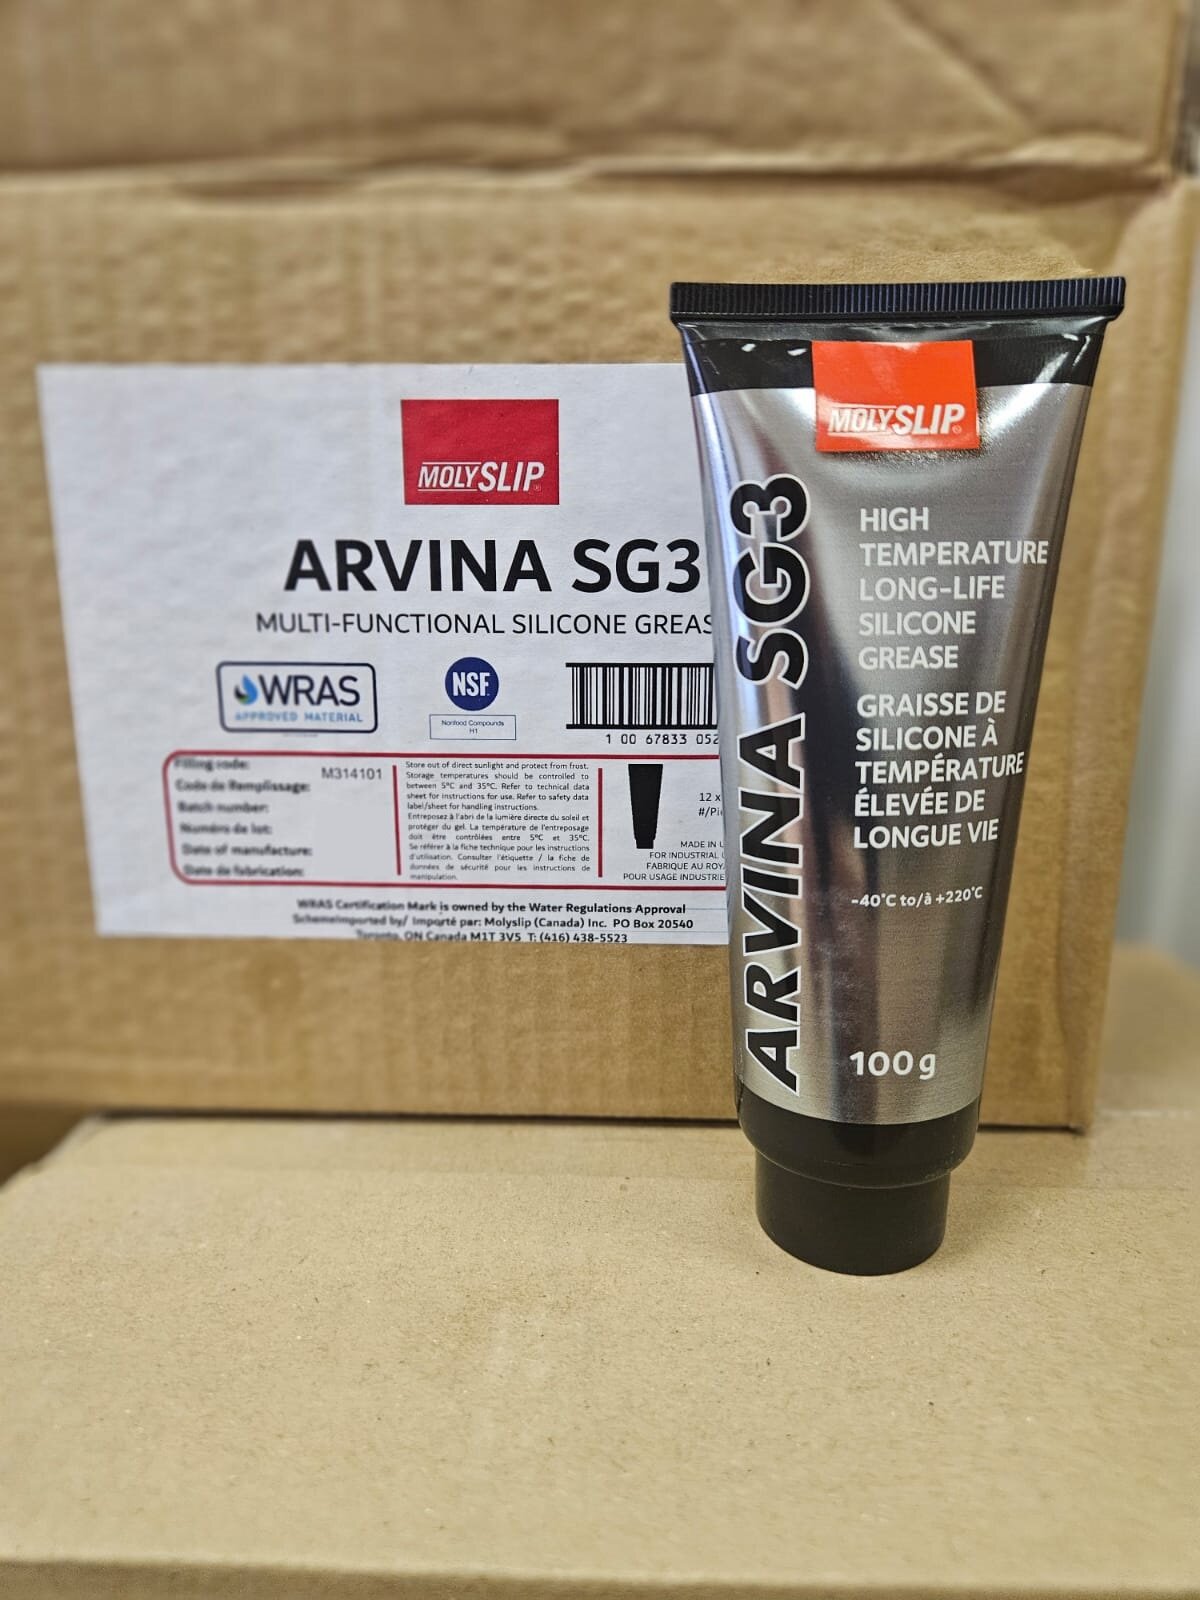 MOLYSLIP
ARVINA SG3
MULTI-FUNCTIONAL SILICONE GREAS
WRAS
APPROVED MATERIAL
NSF
Nonfood Compounds
H1
1 00 67833 052
Filling code:
M314101
Code de Remplissage:
Batch number:
Numéro de lot:
Date of manufacture:
Date de fabrication:
Store out of direct sunlight and protect from frost.
Storage temperatures should be controlled to
between 5°C and 35°C. Refer to technical data
sheet for instructions for use. Refer to safety data
label/sheet for handling instructions.
Entreposez à l'abri de la lumière directe du soleil et
protéger du gel. La température de l'entreposage
doit être contrôlées entre 5°C et 35°C.
Se référer à la fiche technique pour les instructions
d'utilisation. Consulter l'étiquette / la fiche de
données de sécurité pour les instructions de
manipulation.
12 x
MADE IN U
FOR INDUSTRIAL U
FABRIQUE AU ROY
POUR USAGE INDUSTRIE
WRAS Certification Mark is owned by the Water Regulations Approval
SchemeImported by/ Importé par: Molyslip (Canada) Inc. PO Box 20540
Toronto, ON Canada M1T 3V5 T: (416) 438-5523
MOLYSLIP
ARVINA SG3
HIGH
TEMPERATURE
LONG-LIFE
SILICONE
GREASE
GRAISSE DE
SILICONE À
TEMPÉRATURE
ÉLEVÉE DE
LONGUE VIE
-40°C to/à +220°C
100 g